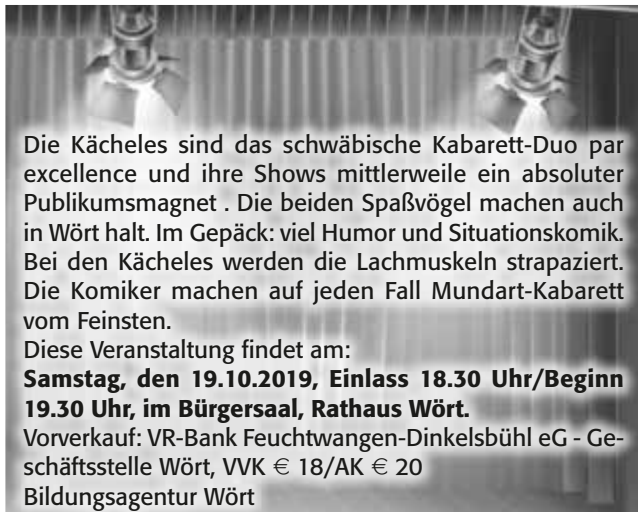 Die Kächeles sind das schwäbische Kabarett-Duo par
excellence und ihre Shows mittlerweile ein absoluter
Publikumsmagnet . Die beiden Spaßvögel machen auch
in Wört halt. Im Gepäck: viel Humor und Situationskomik.
Bei den Kächeles werden die Lachmuskeln strapaziert.
Die Komiker machen auf jeden Fall Mundart-Kabarett
vom Feinsten.
Diese Veranstaltung findet am:
Samstag, den 19.10.2019, Einlass 18.30 Uhr/Beginn
19.30 Uhr, im Bürgersaal, Rathaus Wört.
Vorverkauf: VR-Bank Feuchtwangen-Dinkelsbühl eG - Ge-
schäftsstelle Wört, VVK € 18/AK € 20
Bildungsagentur Wört